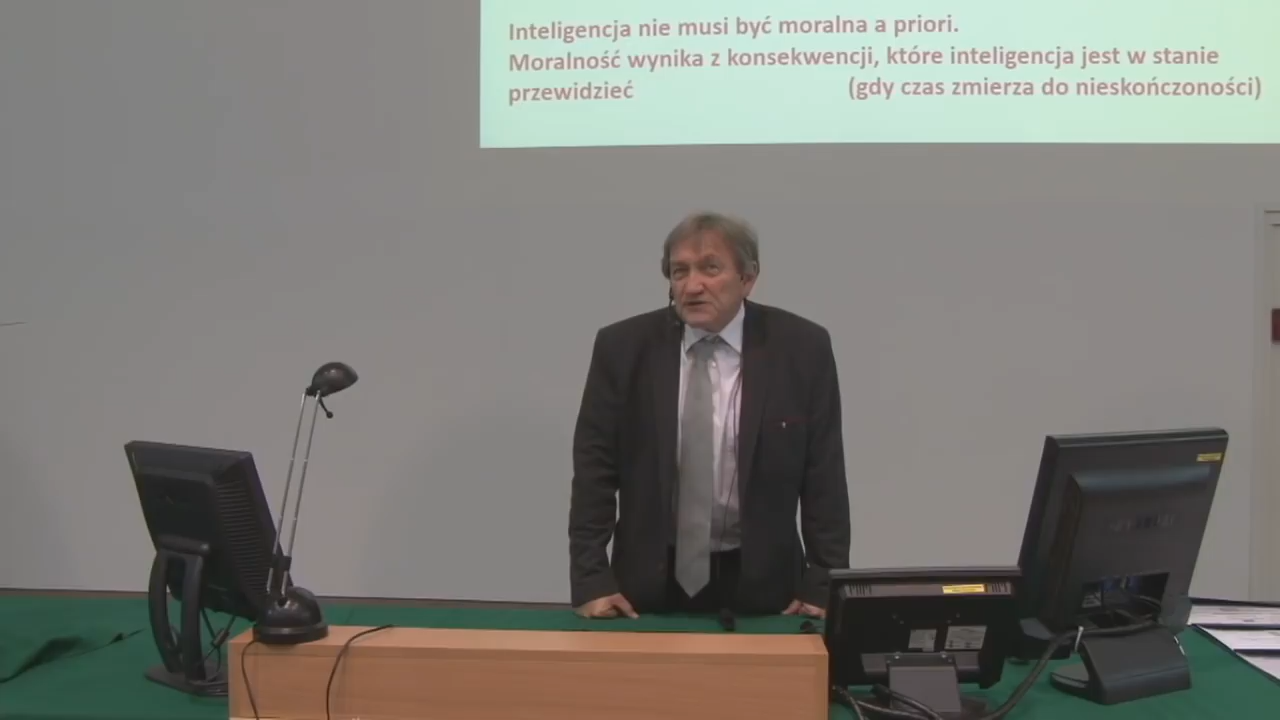 Inteligencja nie musi być moralna a priori.
Moralność wynika z konsekwencji, które inteligencja jest w stanie
przewidzieć (gdy czas zmierza do nieskończoności)